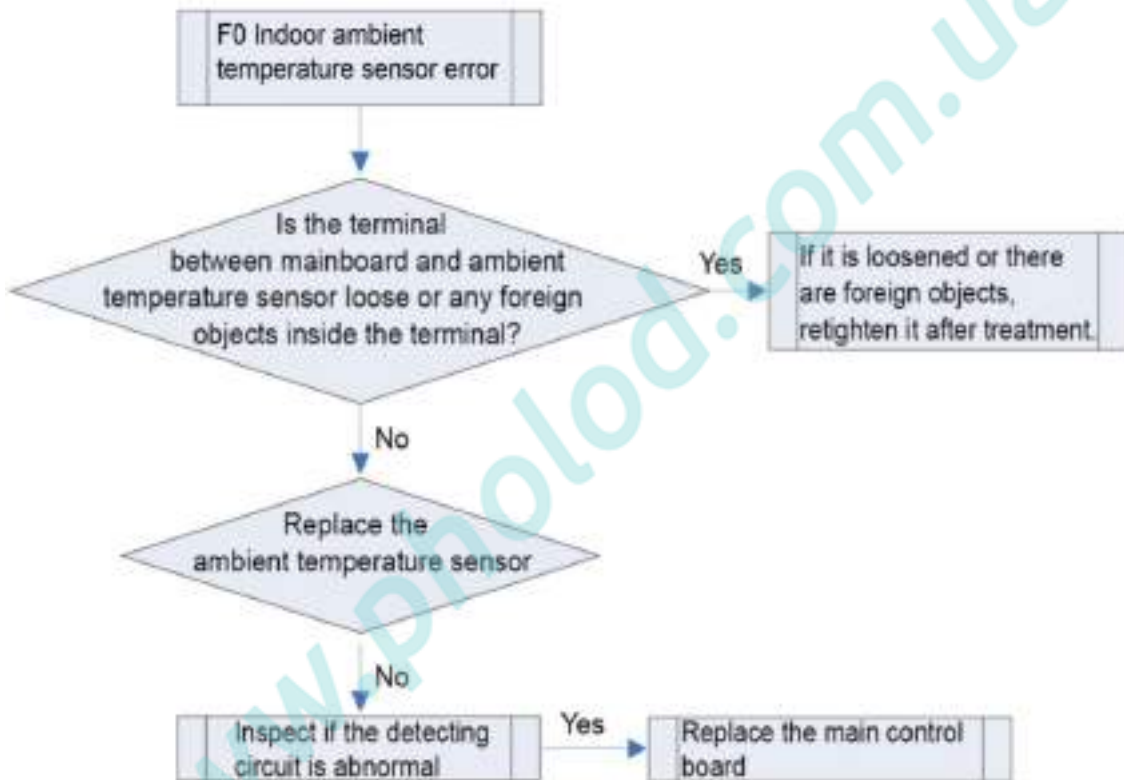 F0 Indoor ambient
temperature sensor error
Is the terminal
between mainboard and ambient
temperature sensor loose or any foreign
objects inside the terminal?
Yes
If it is loosened or there
are foreign objects,
retighten it after treatment.
No
Replace the
ambient temperature sensor
No
Inspect if the detecting
circuit is abnormal
Yes
Replace the main control
board
w.pholod.com.ua